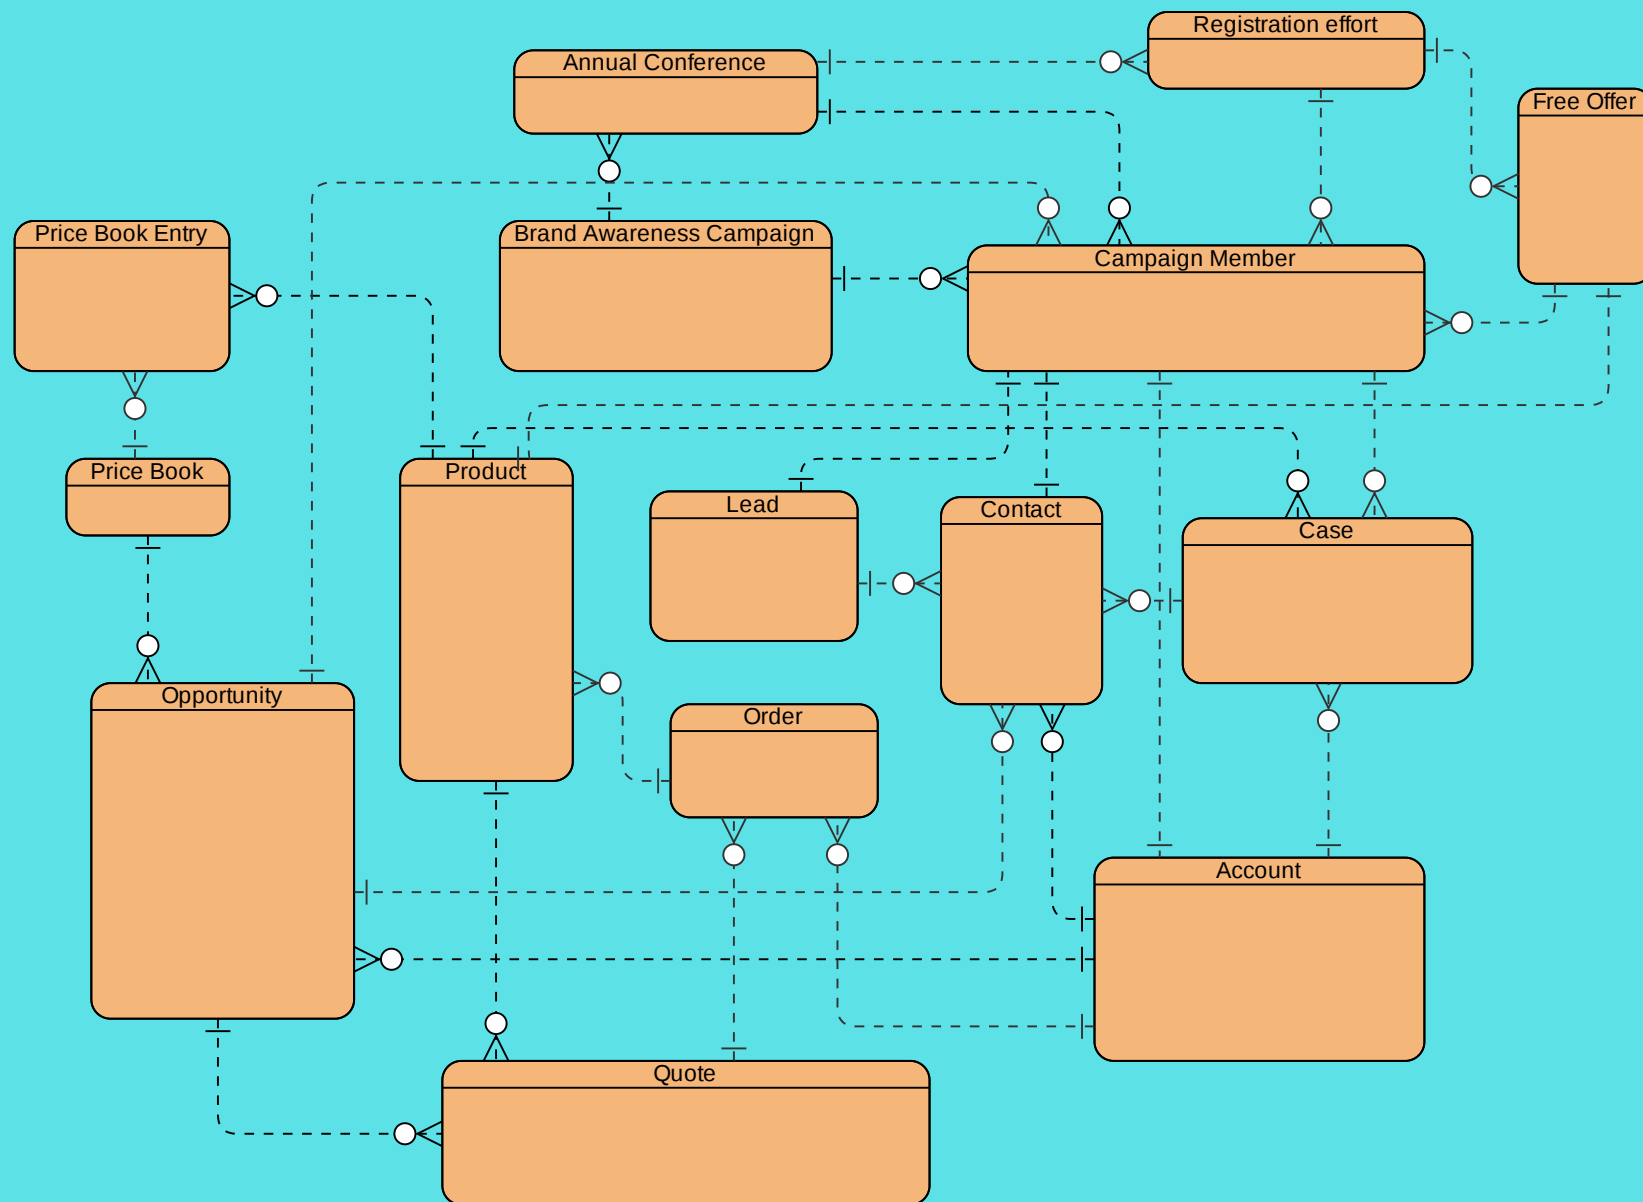 Registration effort
Annual Conference
Free Offer
Price Book Entry
Brand Awareness Campaign
Campaign Member
Price Book
Product
Lead
Contact
Case
Opportunity
Order
Account
Quote